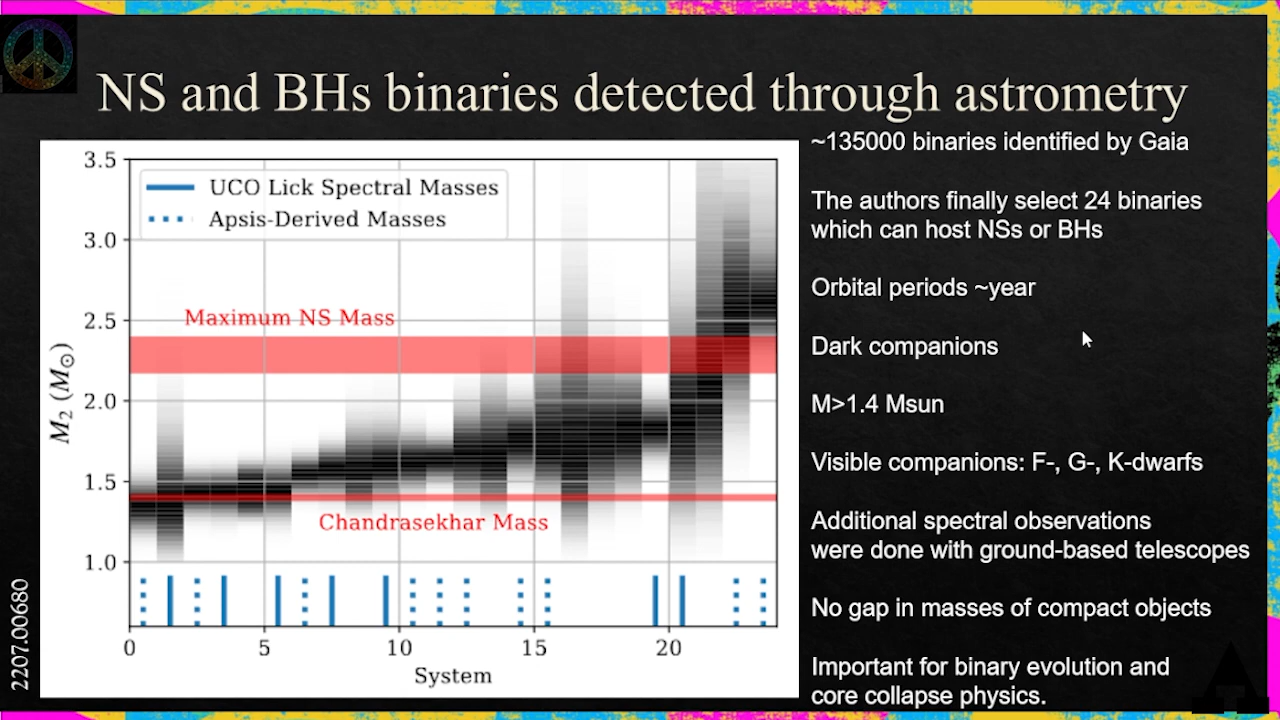 NS and BHs binaries detected through astrometry
3.5
3.0
2.5
2.0
1.5
1.0
M₂ (M⊙)
UCO Lick Spectral Masses
Apsis-Derived Masses
Maximum NS Mass
Chandrasekhar Mass
0 5 10 15 20
System
2207.00680
~135000 binaries identified by Gaia
The authors finally select 24 binaries
which can host NSs or BHs
Orbital periods ~year
Dark companions
M>1.4 Msun
Visible companions: F-, G-, K-dwarfs
Additional spectral observations
were done with ground-based telescopes
No gap in masses of compact objects
Important for binary evolution and
core collapse physics.